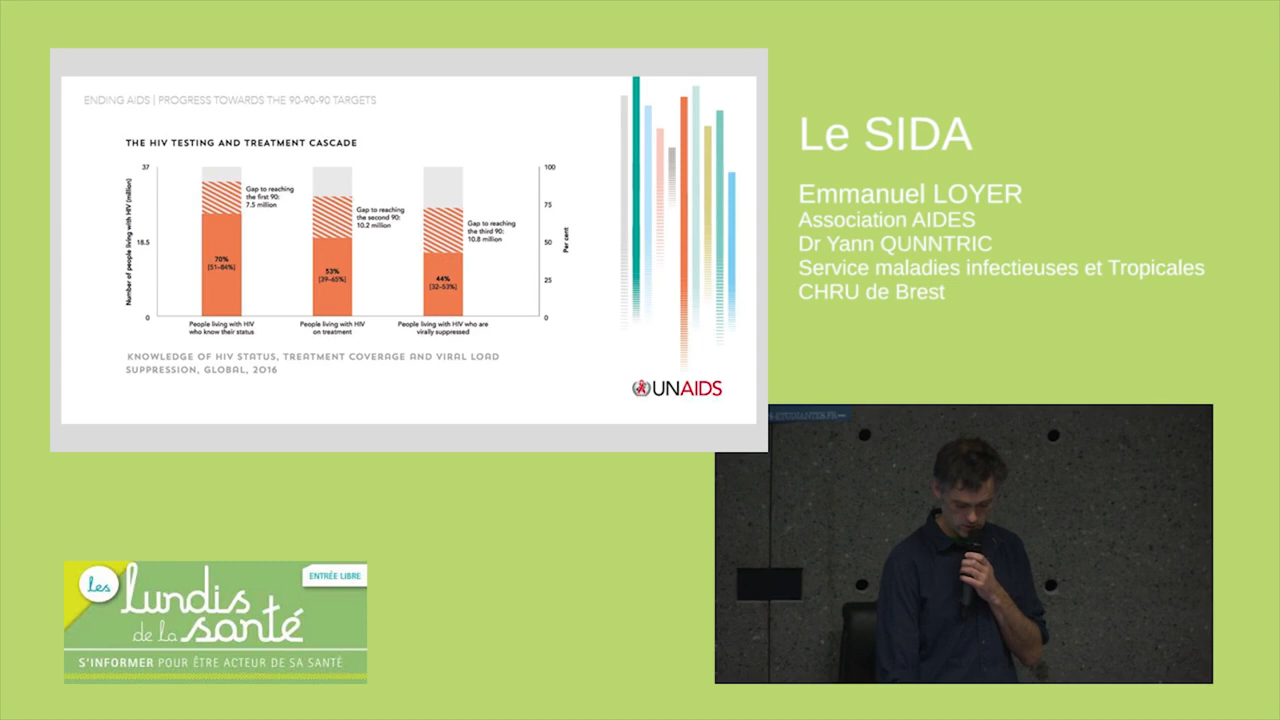 ENDING AIDS | PROGRESS TOWARDS THE 90-90-90 TARGETS
THE HIV TESTING AND TREATMENT CASCADE
Number of people living with HIV (million)
37
18.5
0
Gap to reaching
the first 90:
7.5 million
Gap to reaching
the second 90:
10.2 million
Gap to reaching
the third 90:
10.8 million
70%
[51–84%]
53%
[39–65%]
44%
[32–53%]
100
75
50
25
0
Per cent
People living with HIV
who know their status
People living with HIV
on treatment
People living with HIV who are
virally suppressed
KNOWLEDGE OF HIV STATUS, TREATMENT COVERAGE AND VIRAL LOAD
SUPPRESSION, GLOBAL, 2016
UNAIDS
Le SIDA
Emmanuel LOYER
Association AIDES
Dr Yann QUNNTRIC
Service maladies infectieuses et Tropicales
CHRU de Brest
les
lundis
de la santé
ENTRÉE LIBRE
S'INFORMER POUR ÊTRE ACTEUR DE SA SANTÉ